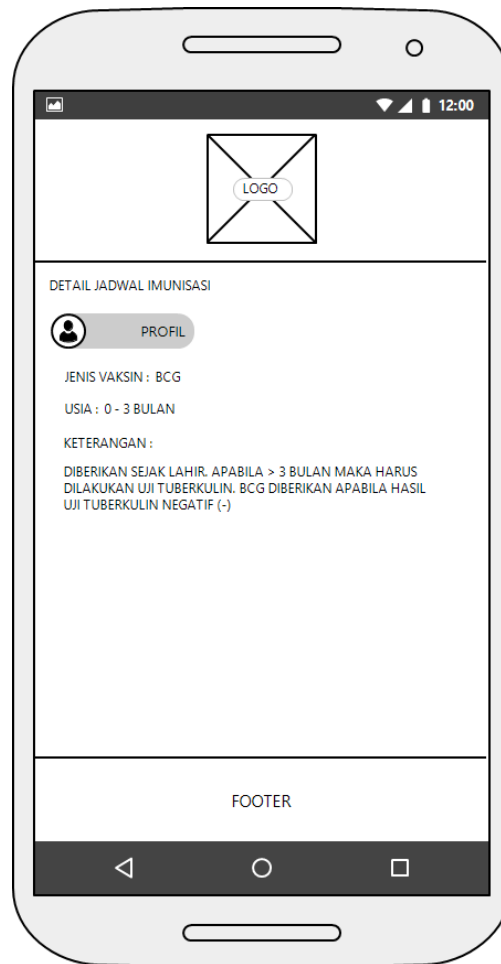 12:00
LOGO
DETAIL JADWAL IMUNISASI
PROFIL
JENIS VAKSIN : BCG
USIA : 0 - 3 BULAN
KETERANGAN :
DIBERIKAN SEJAK LAHIR. APABILA > 3 BULAN MAKA HARUS
DILAKUKAN UJI TUBERKULIN. BCG DIBERIKAN APABILA HASIL
UJI TUBERKULIN NEGATIF (-)
FOOTER